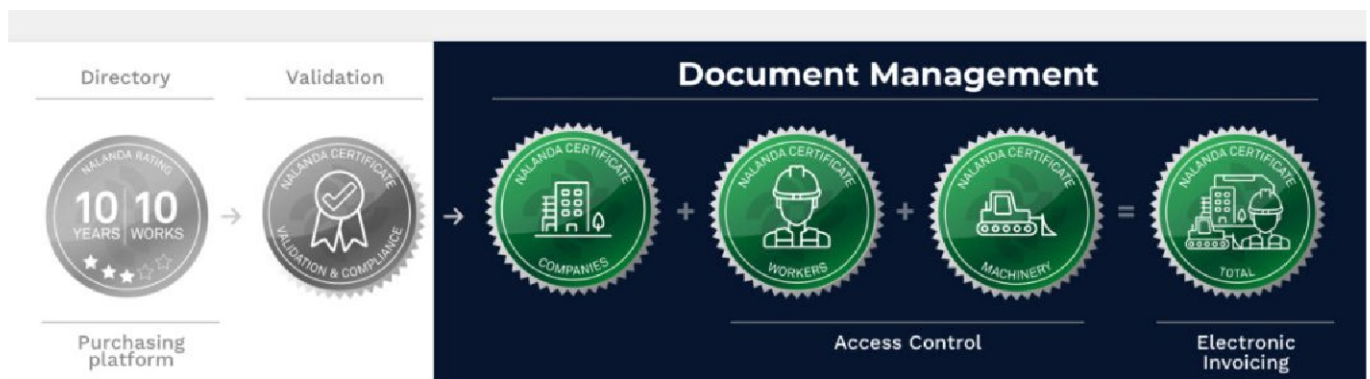 Directory
Validation
Document Management
NALANDA RATING
10 YEARS
10 WORKS
NALANDA CERTIFICATE
VALIDATION & COMPLIANCE
NALANDA CERTIFICATE
COMPANIES
NALANDA CERTIFICATE
WORKERS
NALANDA CERTIFICATE
MACHINERY
NALANDA CERTIFICATE
TOTAL
Purchasing
platform
Access Control
Electronic
Invoicing